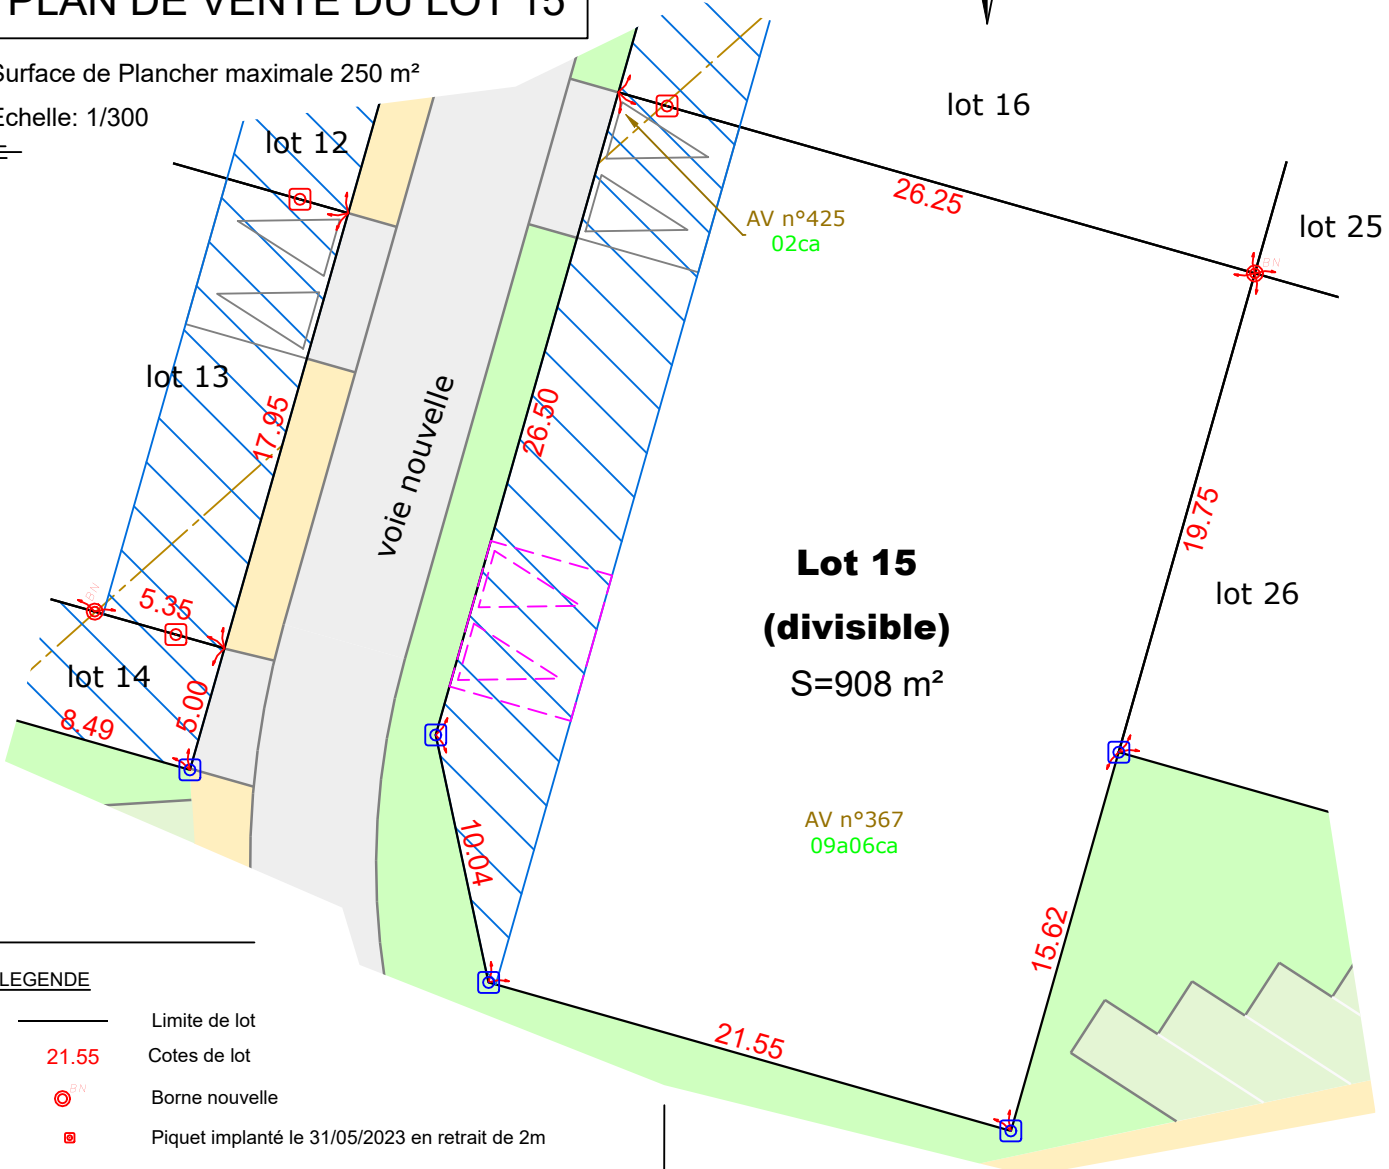 PLAN DE VENTE DU LOT 15
Surface de Plancher maximale 250 m²
Echelle: 1/300
lot 12
lot 16
AV n°425
02ca
26.25
lot 25
BN
lot 13
17.95
voie nouvelle
26.50
19.75
Lot 15
(divisible)
S=908 m²
lot 26
BN
5.35
lot 14
5.00
8.49
10.04
AV n°367
09a06ca
15.62
21.55
LEGENDE
Limite de lot
21.55
Cotes de lot
BN
Borne nouvelle
Piquet implanté le 31/05/2023 en retrait de 2m